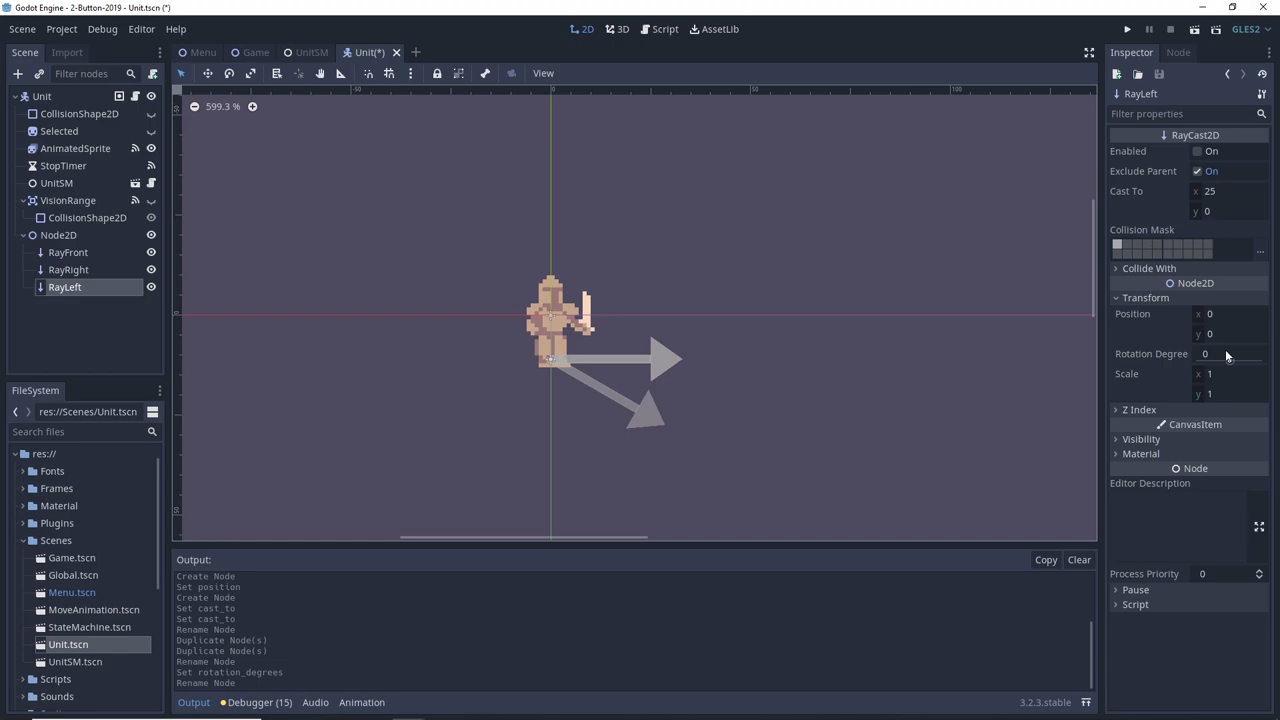 Godot Engine - 2-Button-2019 - Unit.tscn (*)
Scene Project Debug Editor Help
2D 3D Script AssetLib
GLES2
Scene Import
Filter nodes
Unit
CollisionShape2D
Selected
AnimatedSprite
StopTimer
UnitSM
VisionRange
CollisionShape2D
Node2D
RayFront
RayRight
RayLeft
FileSystem
res://Scenes/Unit.tscn
Search files
res://
Fonts
Frames
Material
Plugins
Scenes
Game.tscn
Global.tscn
Menu.tscn
MoveAnimation.tscn
StateMachine.tscn
Unit.tscn
UnitSM.tscn
Scripts
Sounds
Menu Game UnitSM Unit(*)
View
-50 0 50 100
599.3 %
0
50
Output:
Copy Clear
Create Node
Set position
Create Node
Set cast_to
Set cast_to
Rename Node
Duplicate Node(s)
Duplicate Node(s)
Rename Node
Set rotation_degrees
Rename Node
Output Debugger (15) Audio Animation
3.2.3.stable
Inspector Node
RayLeft
Filter properties
RayCast2D
Enabled On
Exclude Parent On
Cast To x 25
y 0
Collision Mask
...
Collide With
Node2D
Transform
Position x 0
y 0
Rotation Degree 0
Scale x 1
y 1
Z Index
CanvasItem
Visibility
Material
Node
Editor Description
Process Priority 0
Pause
Script